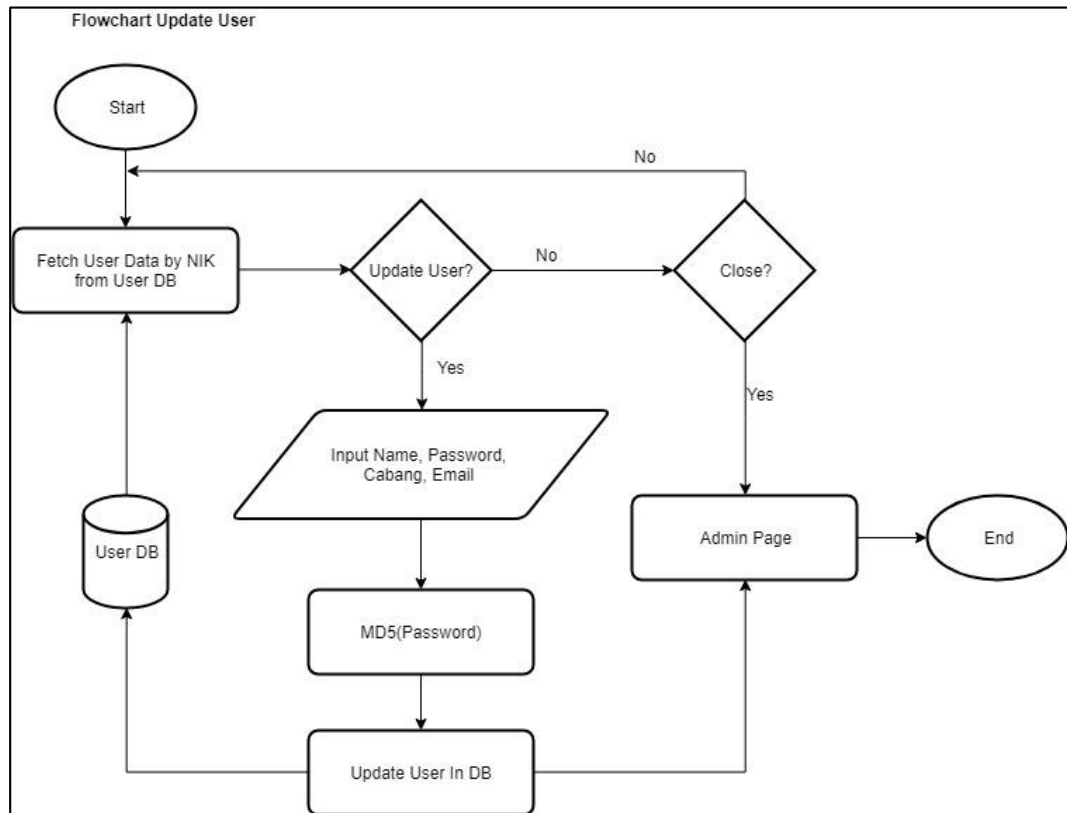 Flowchart Update User
Start
No
Fetch User Data by NIK
from User DB
Update User?
No
Close?
Yes
Yes
Input Name, Password,
Cabang, Email
User DB
Admin Page
End
MD5(Password)
Update User In DB